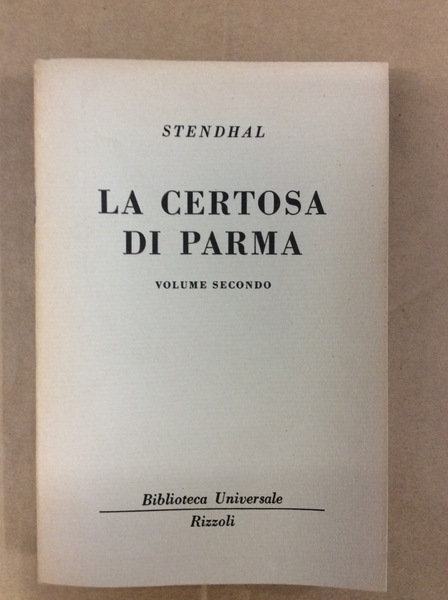 STENDHAL
LA CERTOSA
DI PARMA
VOLUME SECONDO
Biblioteca Universale
Rizzoli